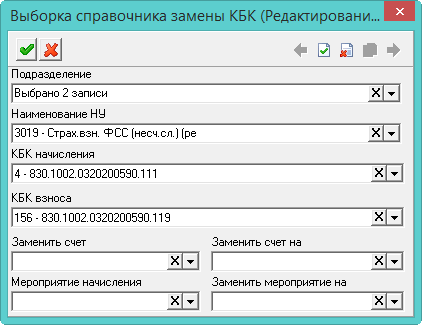 Выборка справочника замены КБК (Редактировани...
Подразделение
Выбрано 2 записи
Наименование НУ
3019 - Страх.взн. ФСС (несч.сл.) (ре
КБК начисления
4 - 830.1002.0320200590.111
КБК взноса
156 - 830.1002.0320200590.119
Заменить счет Заменить счет на
Мероприятие начисления Заменить мероприятие на